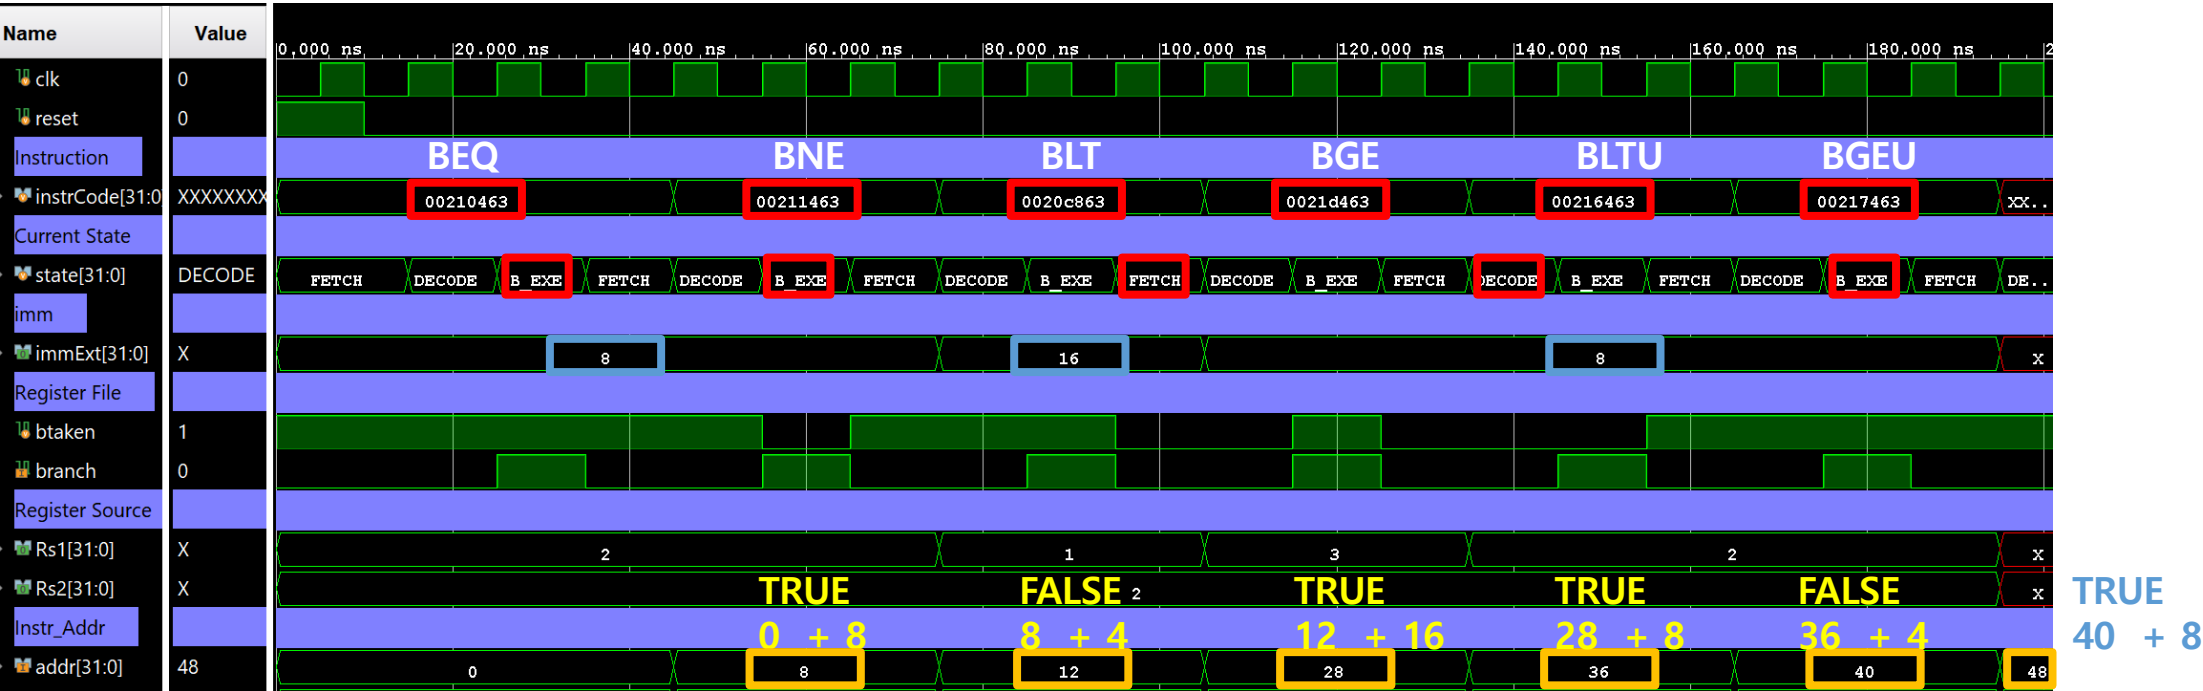 Name Value
0.000 ns 20.000 ns 40.000 ns 60.000 ns 80.000 ns 100.000 ns 120.000 ns 140.000 ns 160.000 ns 180.000 ns 2
clk 0
reset 0
Instruction BEQ BNE BLT BGE BLTU BGEU
instrCode[31:0 XXXXXXXX 00210463 00211463 0020c863 0021d463 00216463 00217463 XX..
Current State
state[31:0] DECODE FETCH DECODE B_EXE FETCH DECODE B_EXE FETCH DECODE B_EXE FETCH DECODE B_EXE FETCH DECODE B_EXE FETCH DECODE B_EXE FETCH DE..
imm
immExt[31:0] X 8 16 8 X
Register File
btaken 1
branch 0
Register Source
Rs1[31:0] X 2 1 3 2 X
Rs2[31:0] X TRUE FALSE 2 TRUE TRUE FALSE X TRUE
Instr_Addr 0 + 8 8 + 4 12 + 16 28 + 8 36 + 4 40 + 8
addr[31:0] 48 0 8 12 28 36 40 48